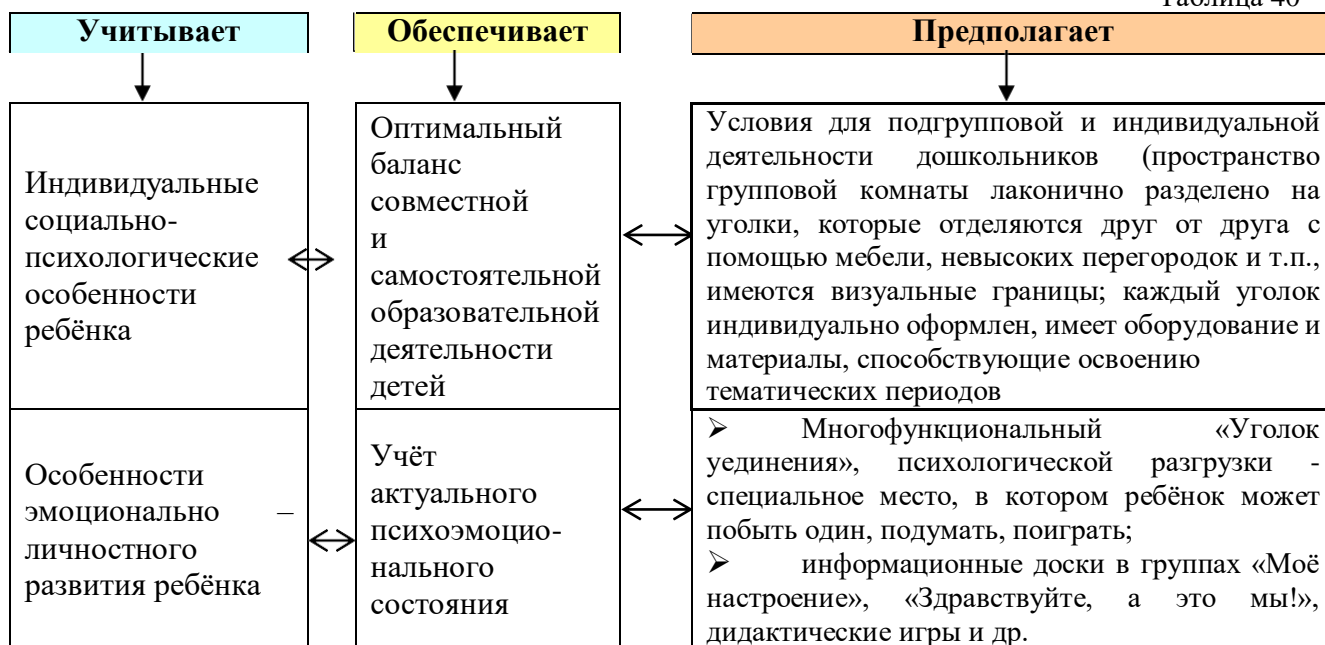 Таблица 40
Учитывает
Обеспечивает
Предполагает
Индивидуальные
социально-
психологические
особенности
ребёнка
Оптимальный
баланс
совместной
и
самостоятельной
образовательной
деятельности
детей
Условия для подгрупповой и индивидуальной
деятельности дошкольников (пространство
групповой комнаты лаконично разделено на
уголки, которые отделяются друг от друга с
помощью мебели, невысоких перегородок и т.п.,
имеются визуальные границы; каждый уголок
индивидуально оформлен, имеет оборудование и
материалы, способствующие освоению
тематических периодов
Особенности
эмоционально –
личностного
развития ребёнка
Учёт
актуального
психоэмоцио-
нального
состояния
➢ Многофункциональный «Уголок
уединения», психологической разгрузки -
специальное место, в котором ребёнок может
побыть один, подумать, поиграть;
➢ информационные доски в группах «Моё
настроение», «Здравствуйте, а это мы!»,
дидактические игры и др.